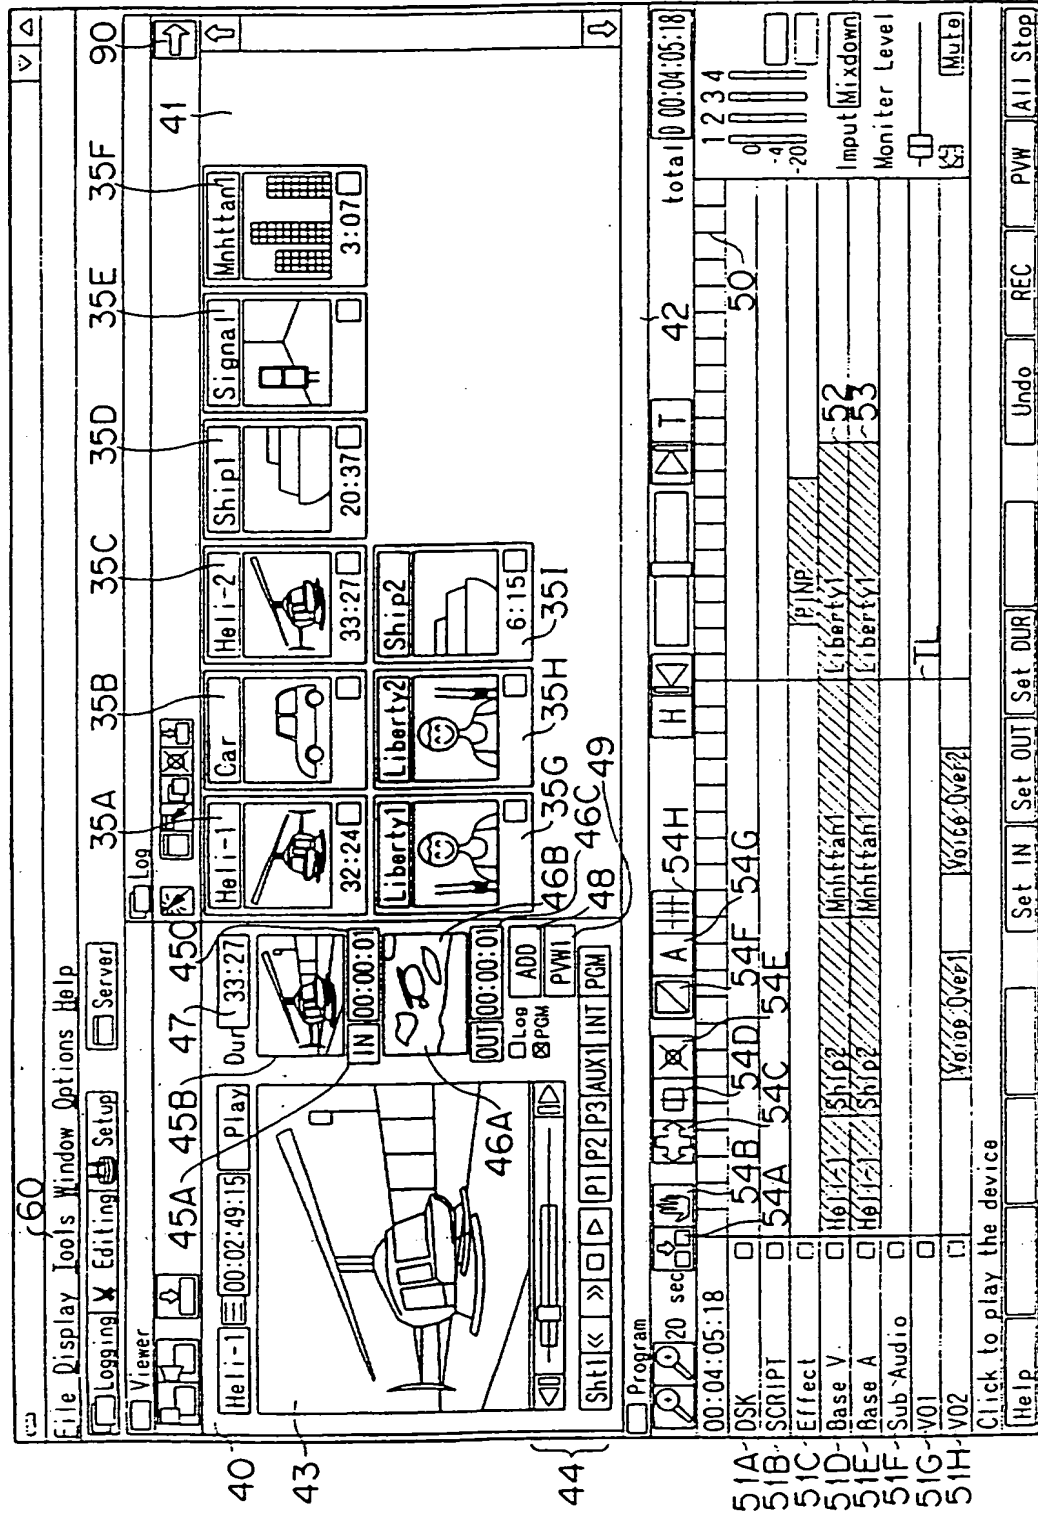 60
File Display Tools Window Options Help
Logging Editing Setup Server
Viewer
45A 45B 47 450
Log
35A 35B 35C 35D 35E 35F 41 90
40
Heli-1 00:02:49:15 Play
Dur 33:27
43
IN 00:00:01
46A
OUT 00:00:01
Log
PGM
ADD
PVW1
44
Shtl << >> P1 P2 P3 AUX1 INT PGM
Heli-1 32:24
Car
Heli-2 33:27
Ship1 20:37
Signal
Mnhttan1 3:07
Liberty1
Liberty2
Ship2 6:15
35G 35H 35I
46B
46C
48
49
Program
20 sec
A
H
T
42
total D 00:04:05:18
00:04:05:18
54A 54B 54C 54D 54E 54F 54G 54H
50
51A DSK
51B SCRIPT
51C Effect PINP
51D Base V. Heli-1 Ship2 Mnhttan1 Liberty1 52
51E Base A Heli-1 Ship2 Mnhttan1 Liberty1 53
51F Sub Audio
51G V01 TL
51H V02 Voice Over1 Voice Over2
1 2 3 4
0
-4
-20
Input Mixdown
Moniter Level
Mute
Click to play the device
Help Set IN Set OUT Set DUR Undo REC PVW All Stop